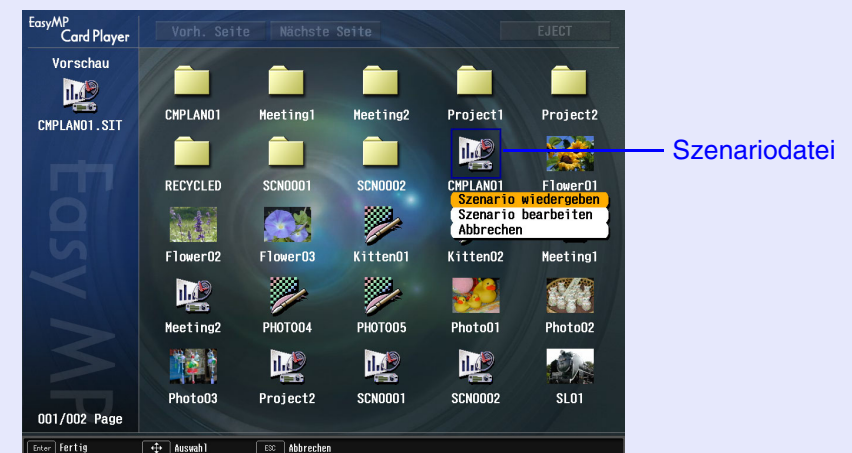 EasyMP
Card Player
Vorh. Seite
Nächste Seite
EJECT
Vorschau
CMPLAN01.SIT
Easy MP
CMPLAN01
Meeting1
Meeting2
Project1
Project2
RECYCLED
SCN0001
SCN0002
CMPLAN01
Flower01
Szenariodatei
Szenario wiedergeben
Szenario bearbeiten
Abbrechen
Flower02
Flower03
Kitten01
Kitten02
Meeting1
Meeting2
PHOTO04
PHOTO05
Photo01
Photo02
Photo03
Project2
SCN0001
SCN0002
SL01
001/002 Page
Enter Fertig
Auswahl
ESC Abbrechen